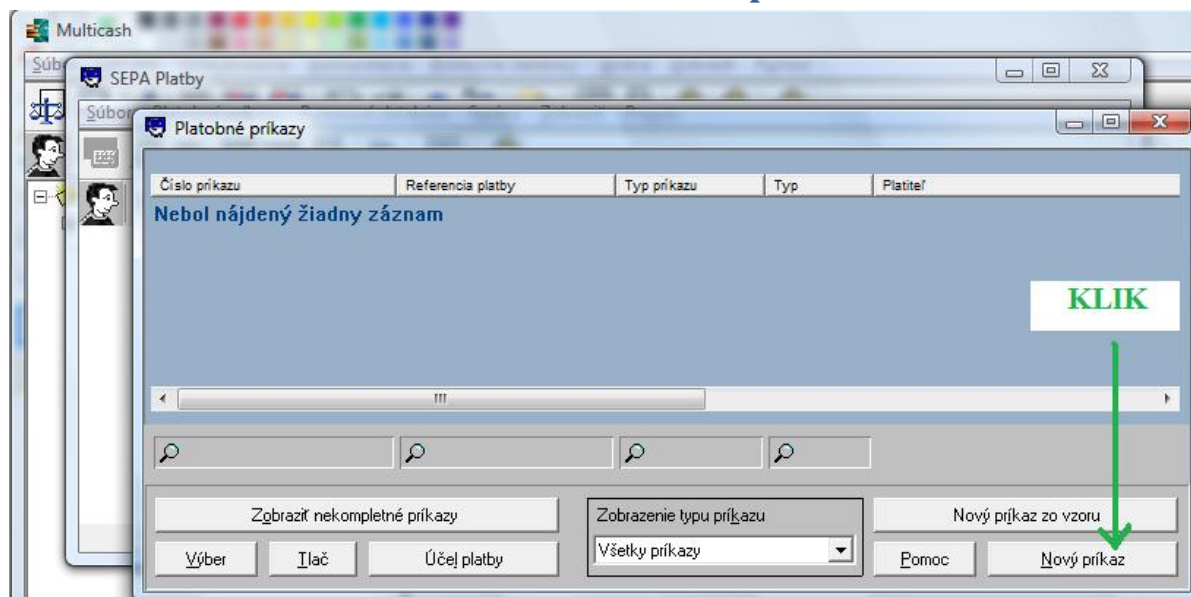 Multicash
Súbo
SEPA Platby
Súbor
Platobné príkazy
Číslo príkazu Referencia platby Typ príkazu Typ Platiteľ
Nebol nájdený žiadny záznam
KLIK
Zobraziť nekompletné príkazy
Zobrazenie typu príkazu
Nový príkaz zo vzoru
Výber Tlač Účel platby
Všetky príkazy
Pomoc Nový príkaz